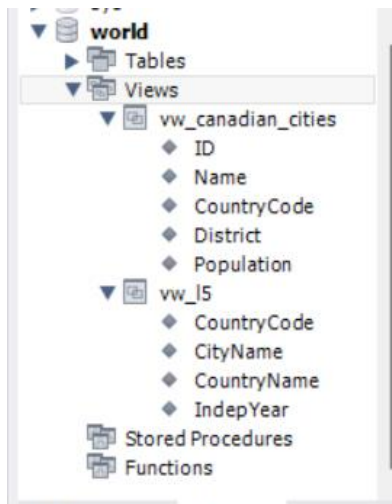 world
Tables
Views
vw_canadian_cities
ID
Name
CountryCode
District
Population
vw_l5
CountryCode
CityName
CountryName
IndepYear
Stored Procedures
Functions